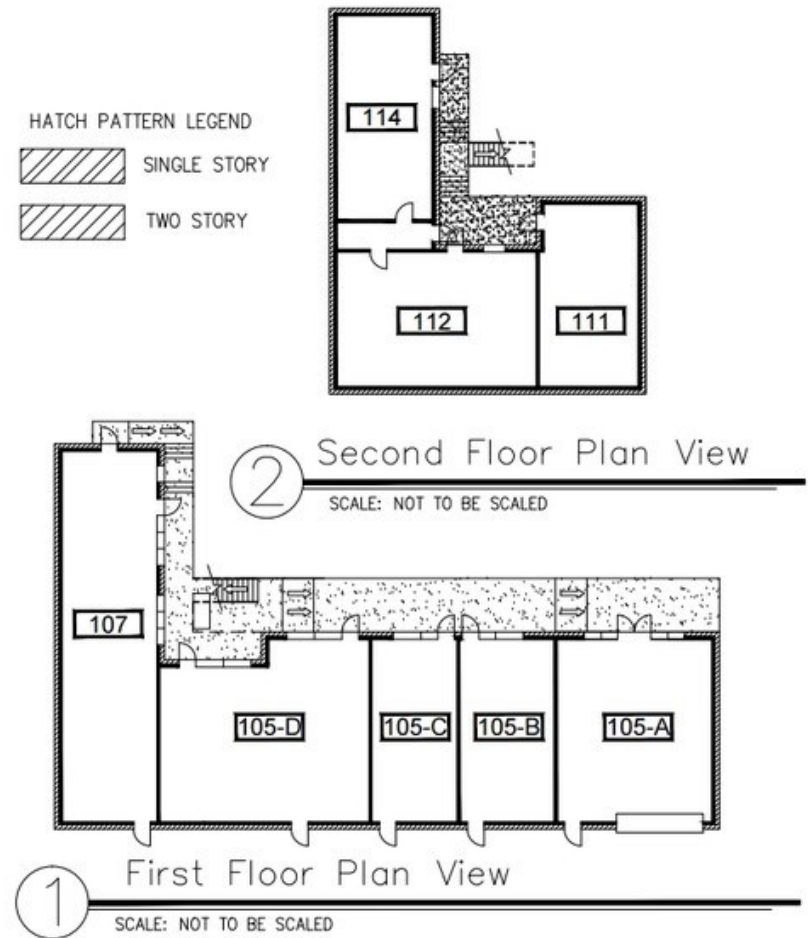 114
HATCH PATTERN LEGEND
SINGLE STORY
TWO STORY
112
111
2
Second Floor Plan View
SCALE: NOT TO BE SCALED
107
105-D
105-C
105-B
105-A
1
First Floor Plan View
SCALE: NOT TO BE SCALED